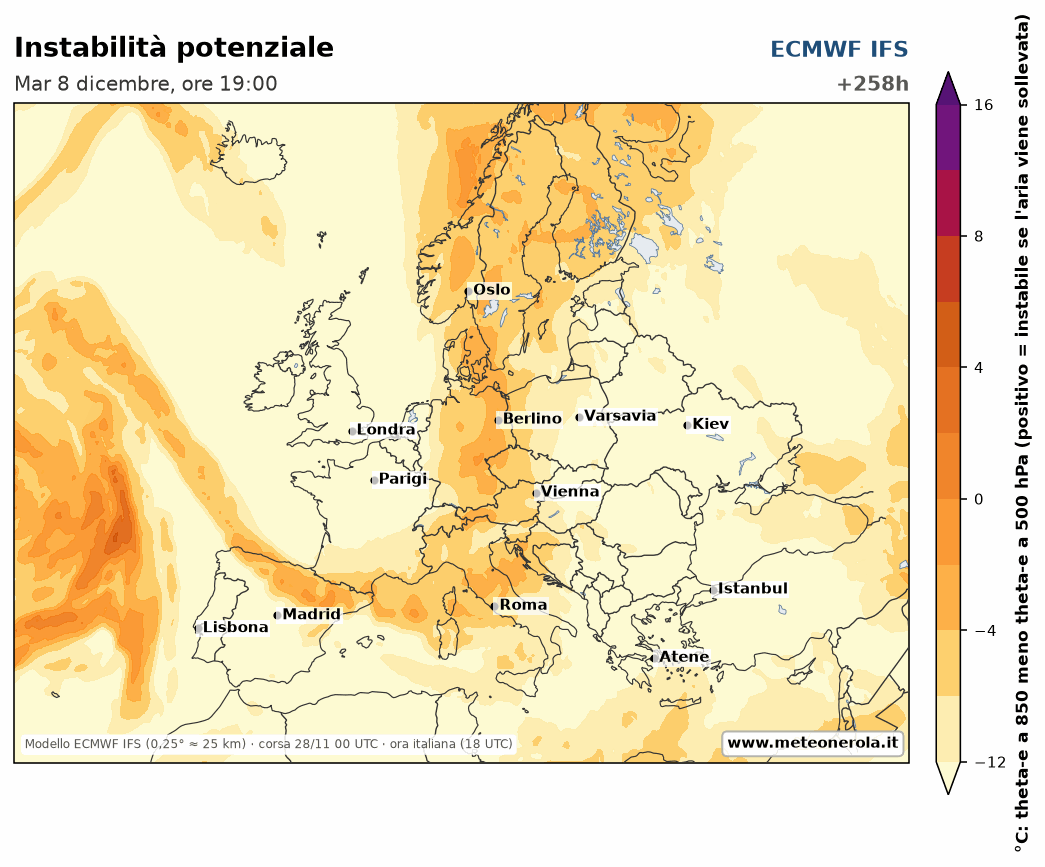 Instabilità potenziale
ECMWF IFS
Mar 8 dicembre, ore 19:00
+258h
Oslo
Berlino
Varsavia
Kiev
Londra
Parigi
Vienna
Istanbul
Roma
Madrid
Lisbona
Atene
Modello ECMWF IFS (0,25° ≈ 25 km) · corsa 28/11 00 UTC · ora italiana (18 UTC)
www.meteonerola.it
16
8
4
0
−4
−12
°C: theta-e a 850 meno theta-e a 500 hPa (positivo = instabile se l'aria viene sollevata)